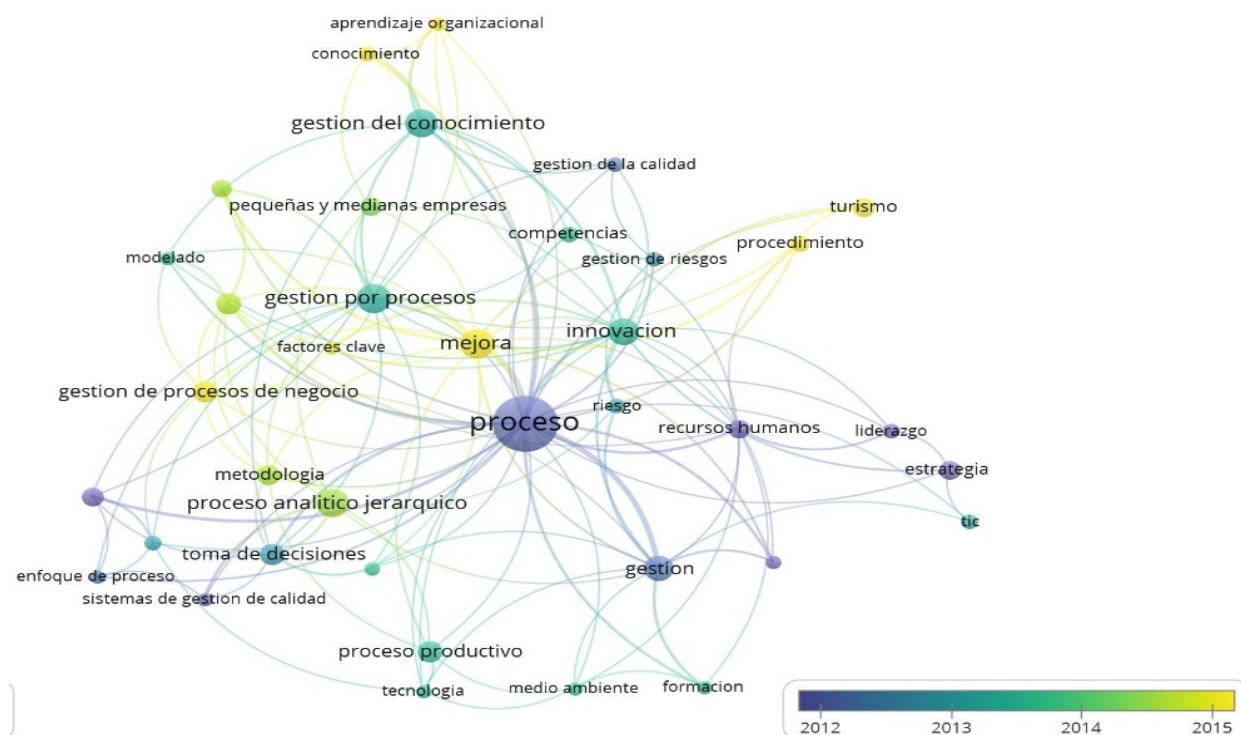 aprendizaje organizacional
conocimiento
gestion del conocimiento
gestion de la calidad
pequeñas y medianas empresas
turismo
competencias
procedimiento
modelado
gestion de riesgos
gestion por procesos
innovacion
mejora
factores clave
gestion de procesos de negocio
riesgo
proceso
recursos humanos
liderazgo
estrategia
metodologia
proceso analitico jerarquico
tic
toma de decisiones
gestion
enfoque de proceso
sistemas de gestion de calidad
proceso productivo
tecnologia
medio ambiente
formacion
2012 2013 2014 2015